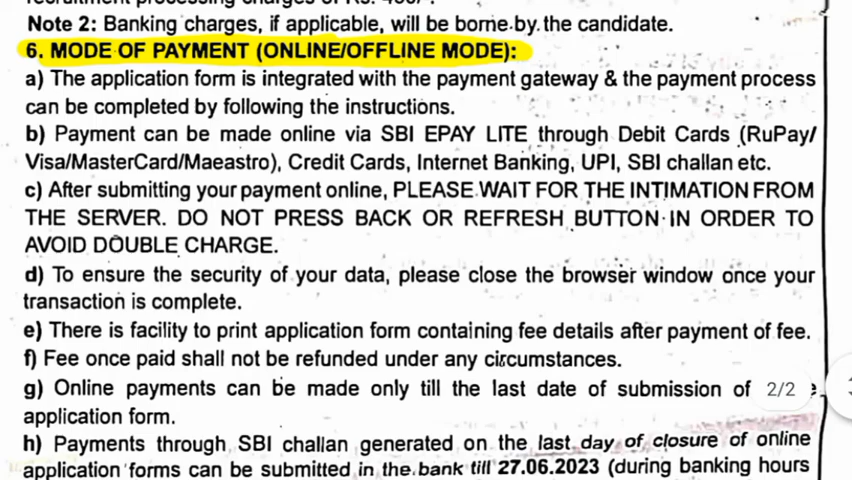 recruitment processing charges of Rs. 400/-.
Note 2: Banking charges, if applicable, will be borne by the candidate.
6. MODE OF PAYMENT (ONLINE/OFFLINE MODE):
a) The application form is integrated with the payment gateway & the payment process
can be completed by following the instructions.
b) Payment can be made online via SBI EPAY LITE through Debit Cards (RuPay/
Visa/MasterCard/Maeastro), Credit Cards, Internet Banking, UPI, SBI challan etc.
c) After submitting your payment online, PLEASE WAIT FOR THE INTIMATION FROM
THE SERVER. DO NOT PRESS BACK OR REFRESH BUTTON IN ORDER TO
AVOID DOUBLE CHARGE.
d) To ensure the security of your data, please close the browser window once your
transaction is complete.
e) There is facility to print application form containing fee details after payment of fee.
f) Fee once paid shall not be refunded under any circumstances.
g) Online payments can be made only till the last date of submission of 2/2
application form.
h) Payments through SBI challan generated on the last day of closure of online
application forms can be submitted in the bank till 27.06.2023 (during banking hours